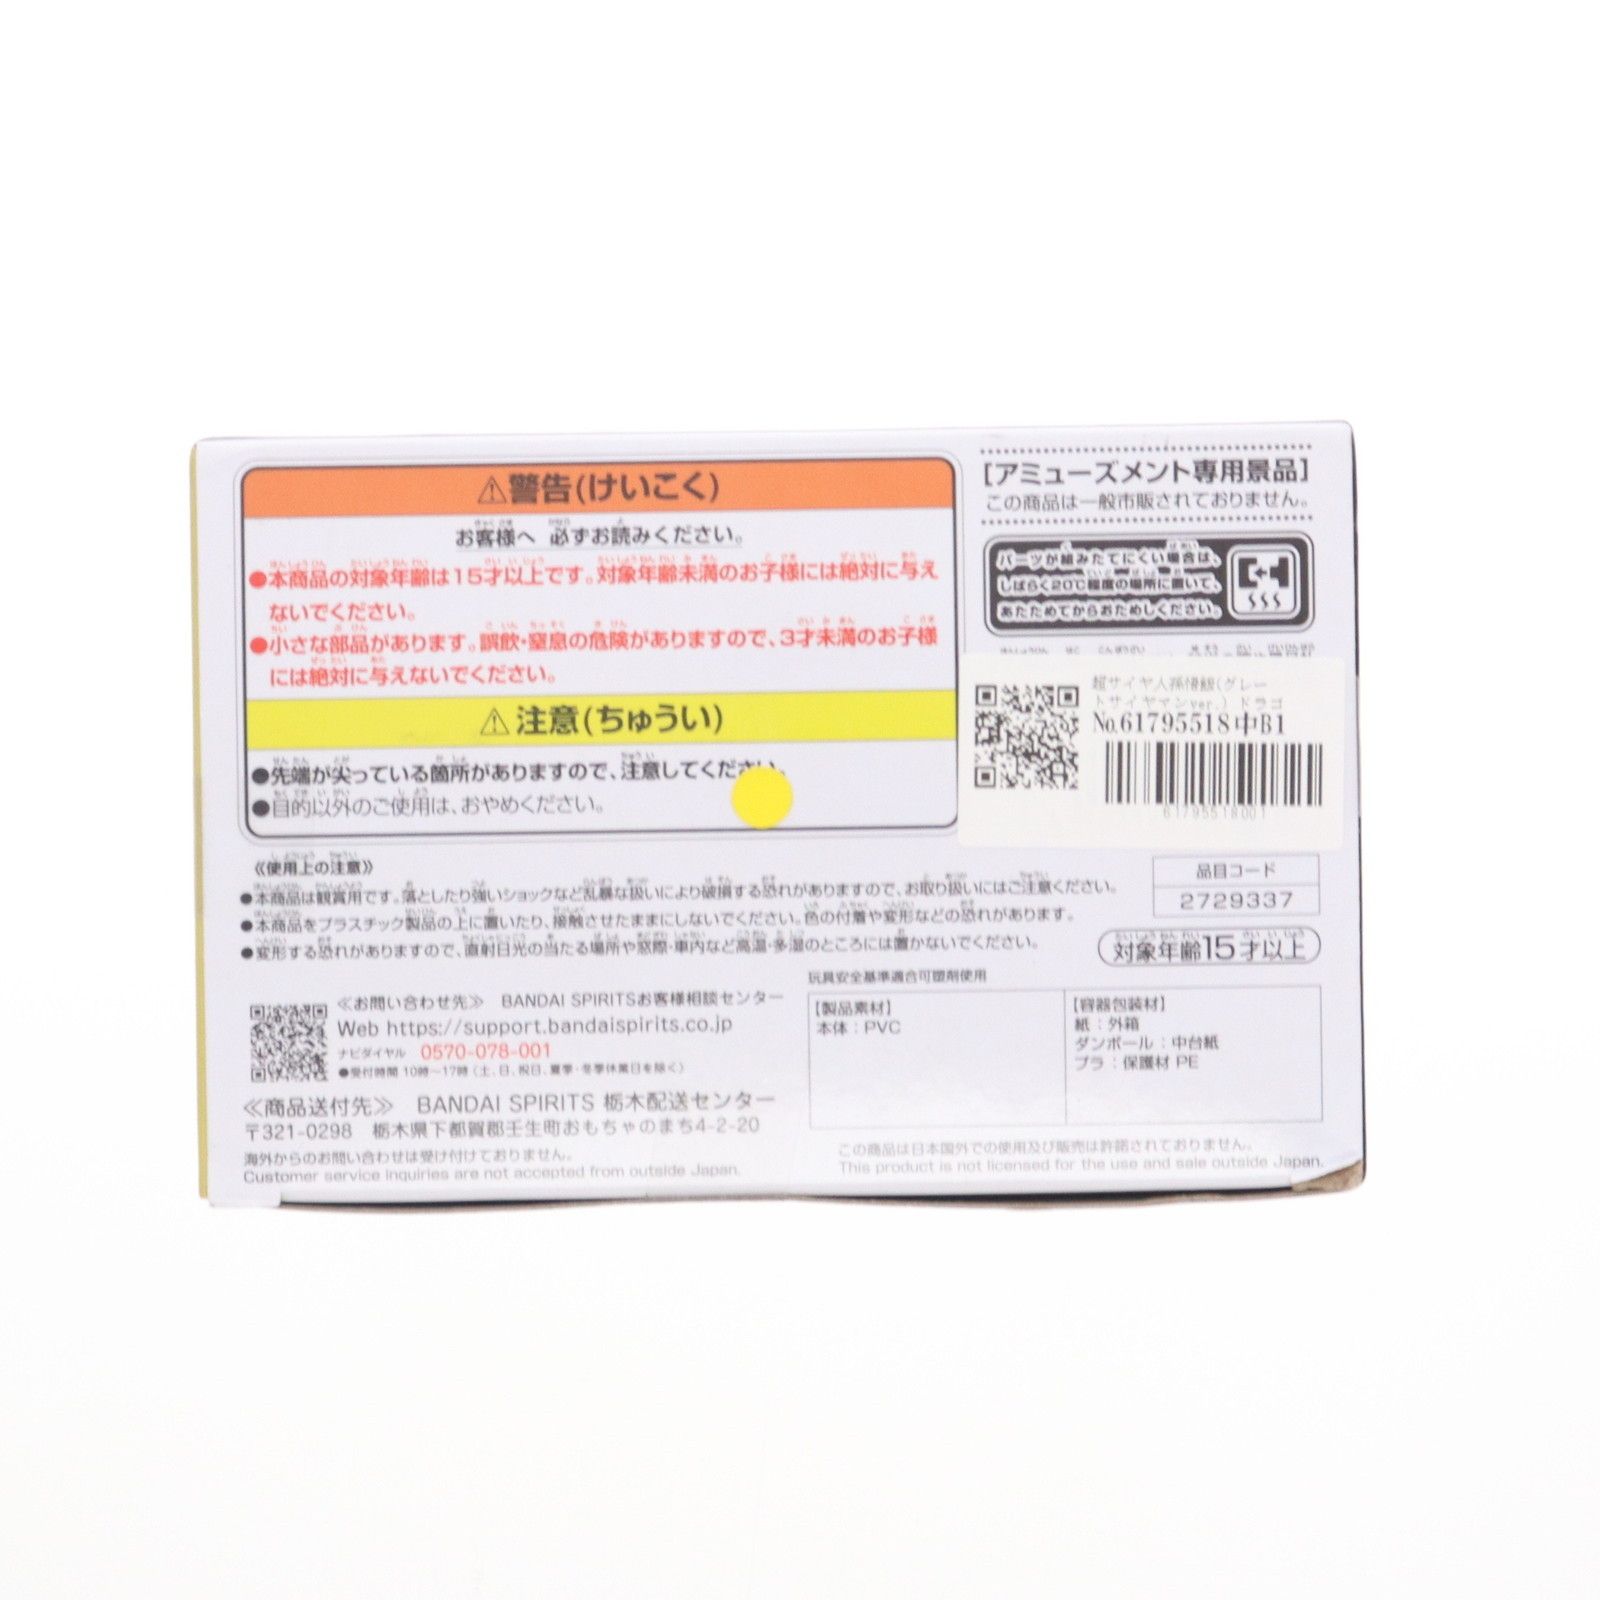 ⚠警告(けいこく)
お客様へ 必ずお読みください。
●本商品の対象年齢は15才以上です。対象年齢未満のお子様には絶対に与え
ないでください。
●小さな部品があります。誤飲・窒息の危険がありますので、3才未満のお子様
には絶対に与えないでください。
⚠注意(ちゅうい)
●先端が尖っている箇所がありますので、注意してください。
●目的以外のご使用は、おやめください。
[アミューズメント専用景品]
この商品は一般市販されておりません。
パーツが組みたてにくい場合は、
しばらく20℃程度の場所に置いて、
あたためてからおためしください。
超サイヤ人孫悟飯(グレー
トサイヤマンver.) ドラゴ
No.61795518中B1
61795518001
《使用上の注意》
●本商品は観賞用です。落としたり強いショックなど乱暴な扱いにより破損する恐れがありますので、お取り扱いにはご注意ください。
●本商品をプラスチック製品の上に置いたり、接触させたままにしないでください。色の付着や変形などの恐れがあります。
●変形する恐れがありますので、直射日光の当たる場所や窓際・車内など高温・多湿のところには置かないでください。
品目コード
2729337
対象年齢15才以上
≪お問い合わせ先≫ BANDAI SPIRITSお客様相談センター
Web https://support.bandaispirits.co.jp
ナビダイヤル 0570-078-001
●受付時間 10時～17時(土、日、祝日、夏季・冬季休業日を除く)
≪商品送付先≫ BANDAI SPIRITS 栃木配送センター
〒321-0298 栃木県下都賀郡壬生町おもちゃのまち4-2-20
海外からのお問い合わせは受け付けておりません。
Customer service inquiries are not accepted from outside Japan.
玩具安全基準適合可塑剤使用
【製品素材】
本体:PVC
【容器包装材】
紙:外箱
ダンボール:中台紙
プラ:保護材 PE
この商品は日本国外での使用及び販売は許諾されておりません。
This product is not licensed for the use and sale outside Japan.